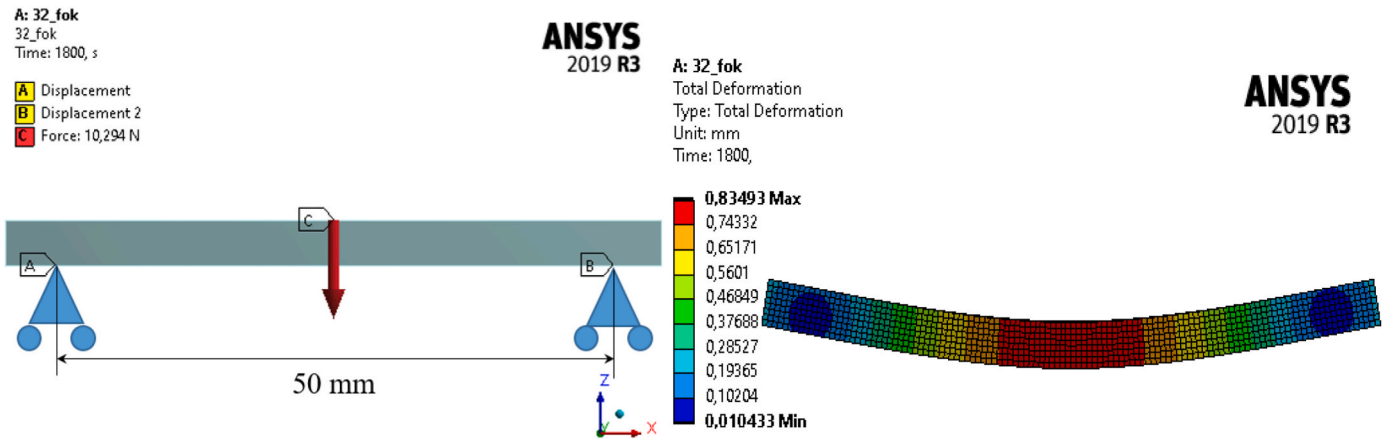 A: 32_fok
32_fok
Time: 1800, s
A Displacement
B Displacement 2
C Force: 10,294 N
ANSYS
2019 R3
C
A
B
50 mm
Z
Y
X
A: 32_fok
Total Deformation
Type: Total Deformation
Unit: mm
Time: 1800,
ANSYS
2019 R3
0,83493 Max
0,74332
0,65171
0,5601
0,46849
0,37688
0,28527
0,19365
0,10204
0,010433 Min